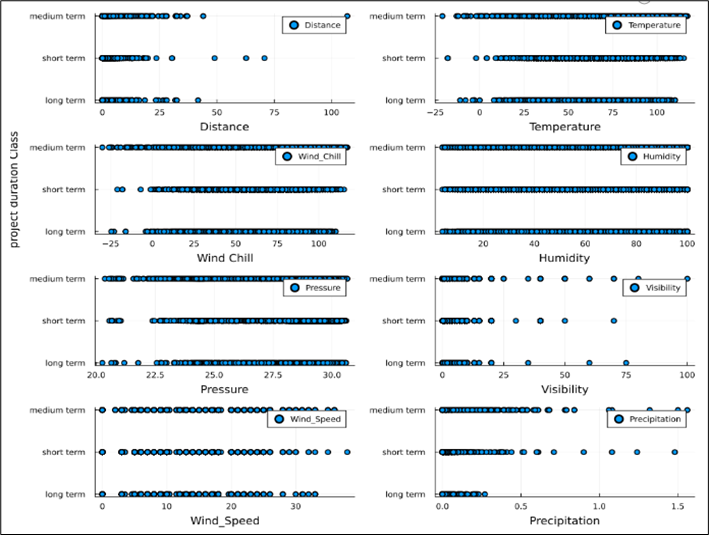 project duration Class
medium term
short term
long term
Distance
0 25 50 75 100
Distance
medium term
short term
long term
Temperature
−25 0 25 50 75 100
Temperature
medium term
short term
long term
Wind_Chill
−25 0 25 50 75 100
Wind Chill
medium term
short term
long term
Humidity
20 40 60 80 100
Humidity
medium term
short term
long term
Pressure
20.0 22.5 25.0 27.5 30.0
Pressure
medium term
short term
long term
Visibility
0 25 50 75 100
Visibility
medium term
short term
long term
Wind_Speed
0 10 20 30
Wind_Speed
medium term
short term
long term
Precipitation
0.0 0.5 1.0 1.5
Precipitation